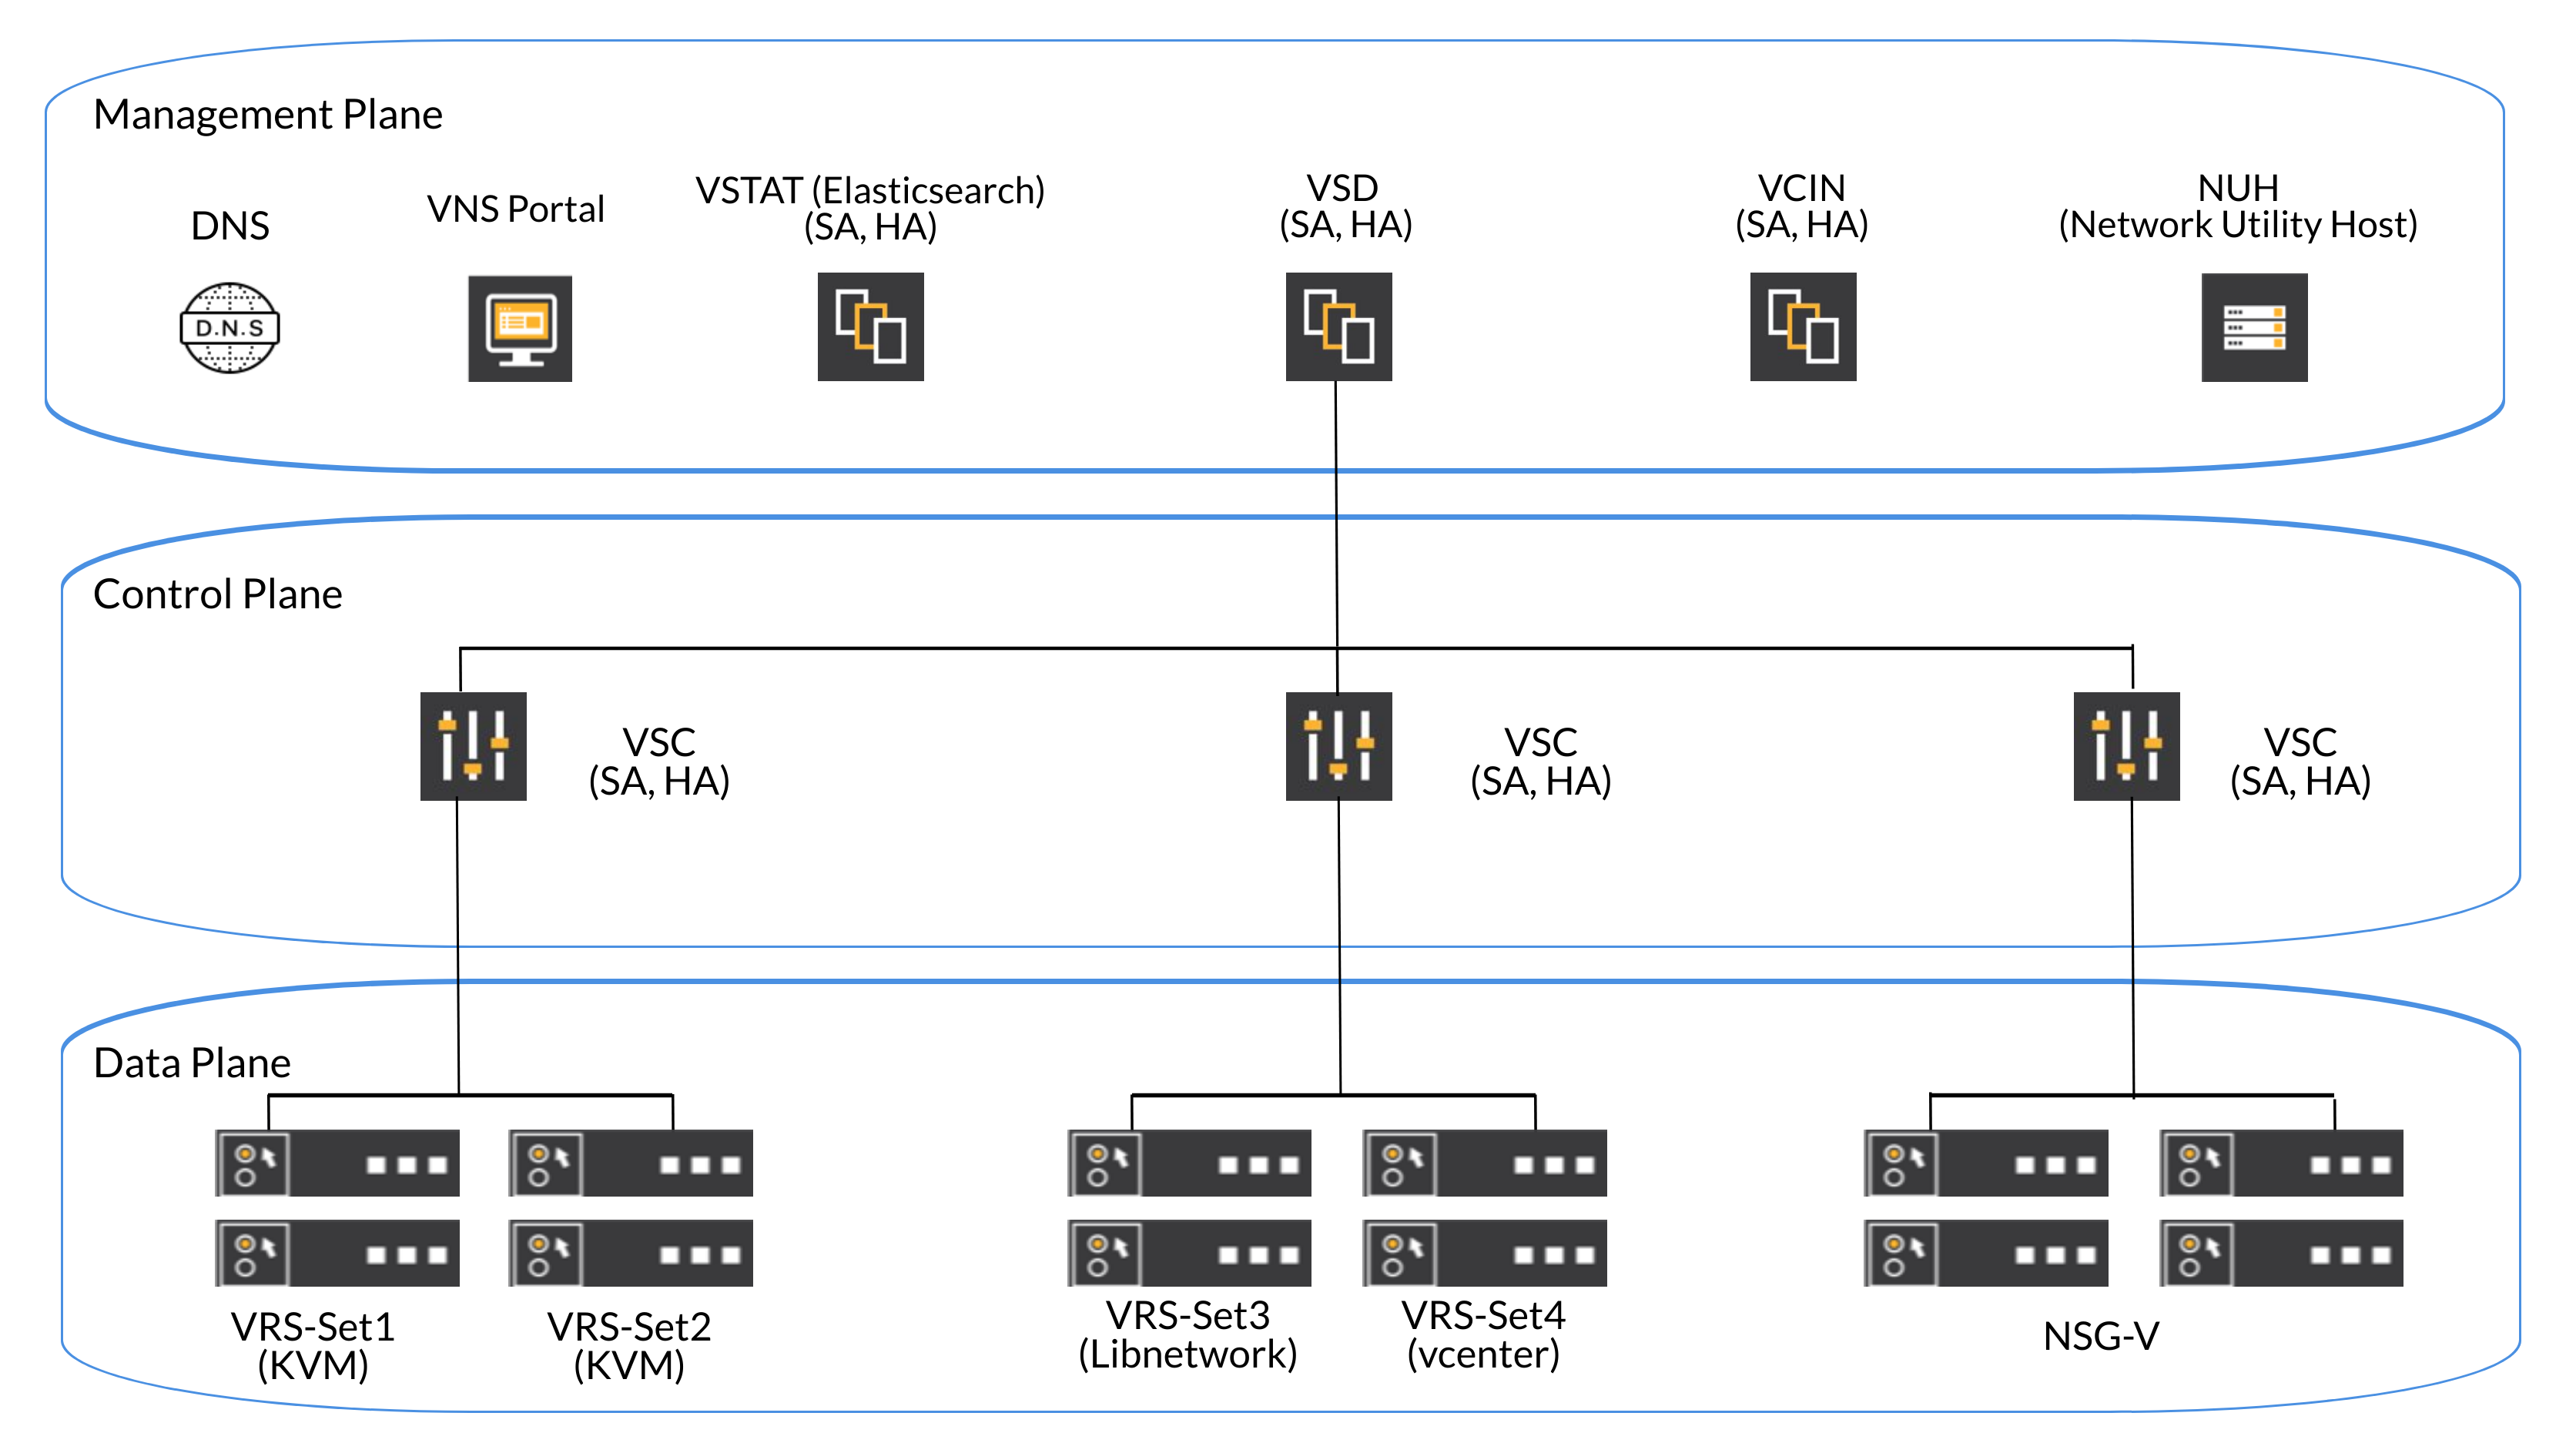 Management Plane
DNS
D.N.S
VNS Portal
VSTAT (Elasticsearch)
(SA, HA)
VSD
(SA, HA)
VCIN
(SA, HA)
NUH
(Network Utility Host)
Control Plane
VSC
(SA, HA)
VSC
(SA, HA)
VSC
(SA, HA)
Data Plane
VRS-Set1
(KVM)
VRS-Set2
(KVM)
VRS-Set3
(Libnetwork)
VRS-Set4
(vcenter)
NSG-V